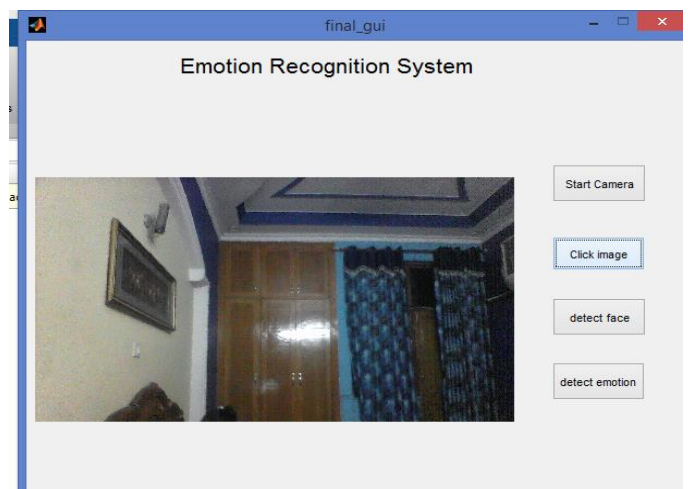 final_gui
Emotion Recognition System
Start Camera
Click image
detect face
detect emotion